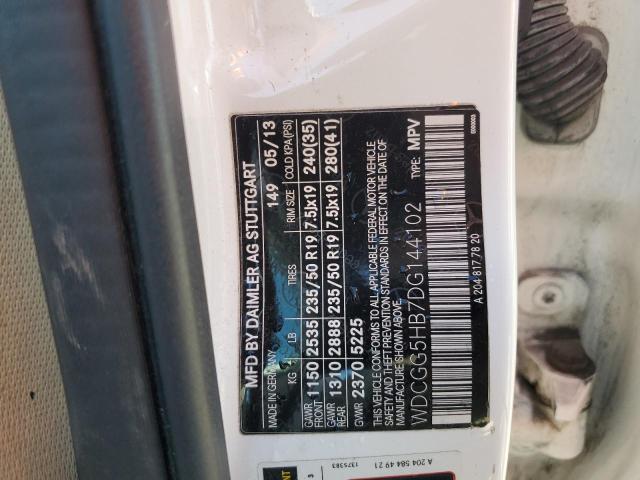 MFD BY DAIMLER AG STUTTGART
MADE IN GERMANY 149 05/13
KG LB TIRES RIM SIZE COLD KPA(PSI)
GAWR FRONT 1150 2535 235/50 R19 7.5Jx19 240(35)
GAWR REAR 1310 2888 235/50 R19 7.5Jx19 280(41)
GVWR 2370 5225
THIS VEHICLE CONFORMS TO ALL APPLICABLE FEDERAL MOTOR VEHICLE
SAFETY AND THEFT PREVENTION STANDARDS IN EFFECT ON THE DATE OF
MANUFACTURE SHOWN ABOVE.
TYPE: MPV
WDCGG5HB7DG144102
A 204 817 78 20
0000003
A 204 584 49 21
1375383
3